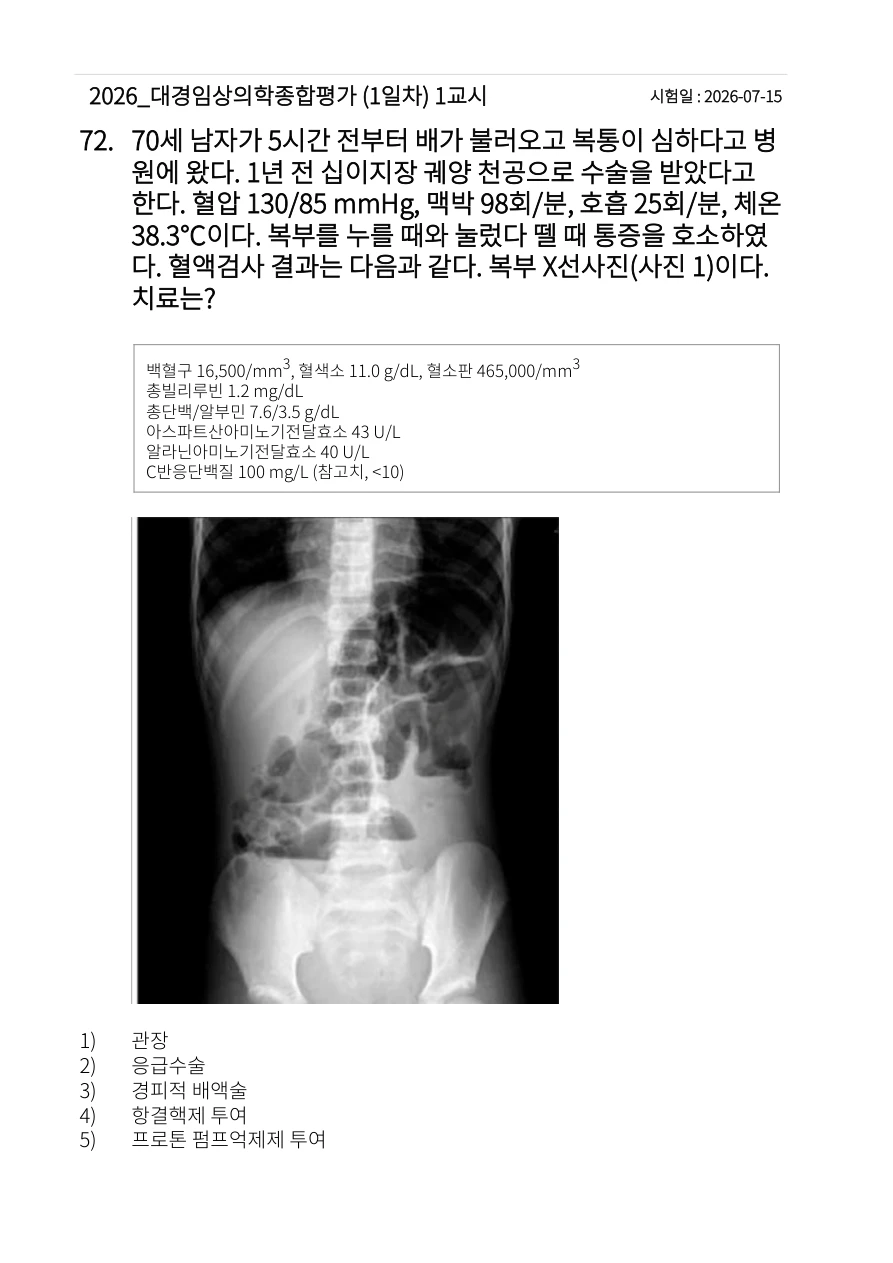 2026_대경임상의학종합평가 (1일차) 1교시
시험일 : 2026-07-15
72. 70세 남자가 5시간 전부터 배가 불러오고 복통이 심하다고 병
원에 왔다. 1년 전 십이지장 궤양 천공으로 수술을 받았다고
한다. 혈압 130/85 mmHg, 맥박 98회/분, 호흡 25회/분, 체온
38.3°C이다. 복부를 누를 때와 눌렀다 뗄 때 통증을 호소하였
다. 혈액검사 결과는 다음과 같다. 복부 X선사진(사진 1)이다.
치료는?
백혈구 16,500/mm³, 혈색소 11.0 g/dL, 혈소판 465,000/mm³
총빌리루빈 1.2 mg/dL
총단백/알부민 7.6/3.5 g/dL
아스파트산아미노기전달효소 43 U/L
알라닌아미노기전달효소 40 U/L
C반응단백질 100 mg/L (참고치, <10)
1) 관장
2) 응급수술
3) 경피적 배액술
4) 항결핵제 투여
5) 프로톤 펌프억제제 투여